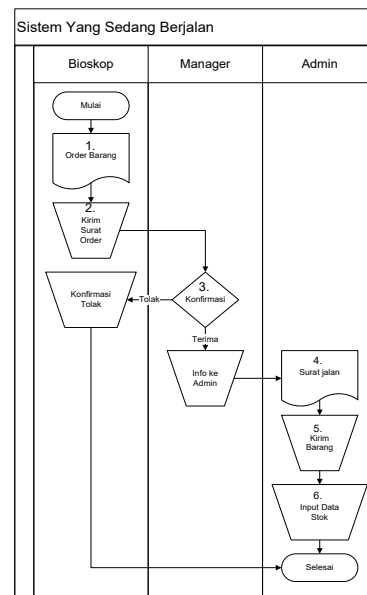 Sistem Yang Sedang Berjalan
Bioskop
Manager
Admin
Mulai
1.
Order Barang
2.
Kirim
Surat
Order
3.
Konfirmasi
Tolak
Konfirmasi
Tolak
Terima
Info ke
Admin
4.
Surat jalan
5.
Kirim
Barang
6.
Input Data
Stok
Selesai